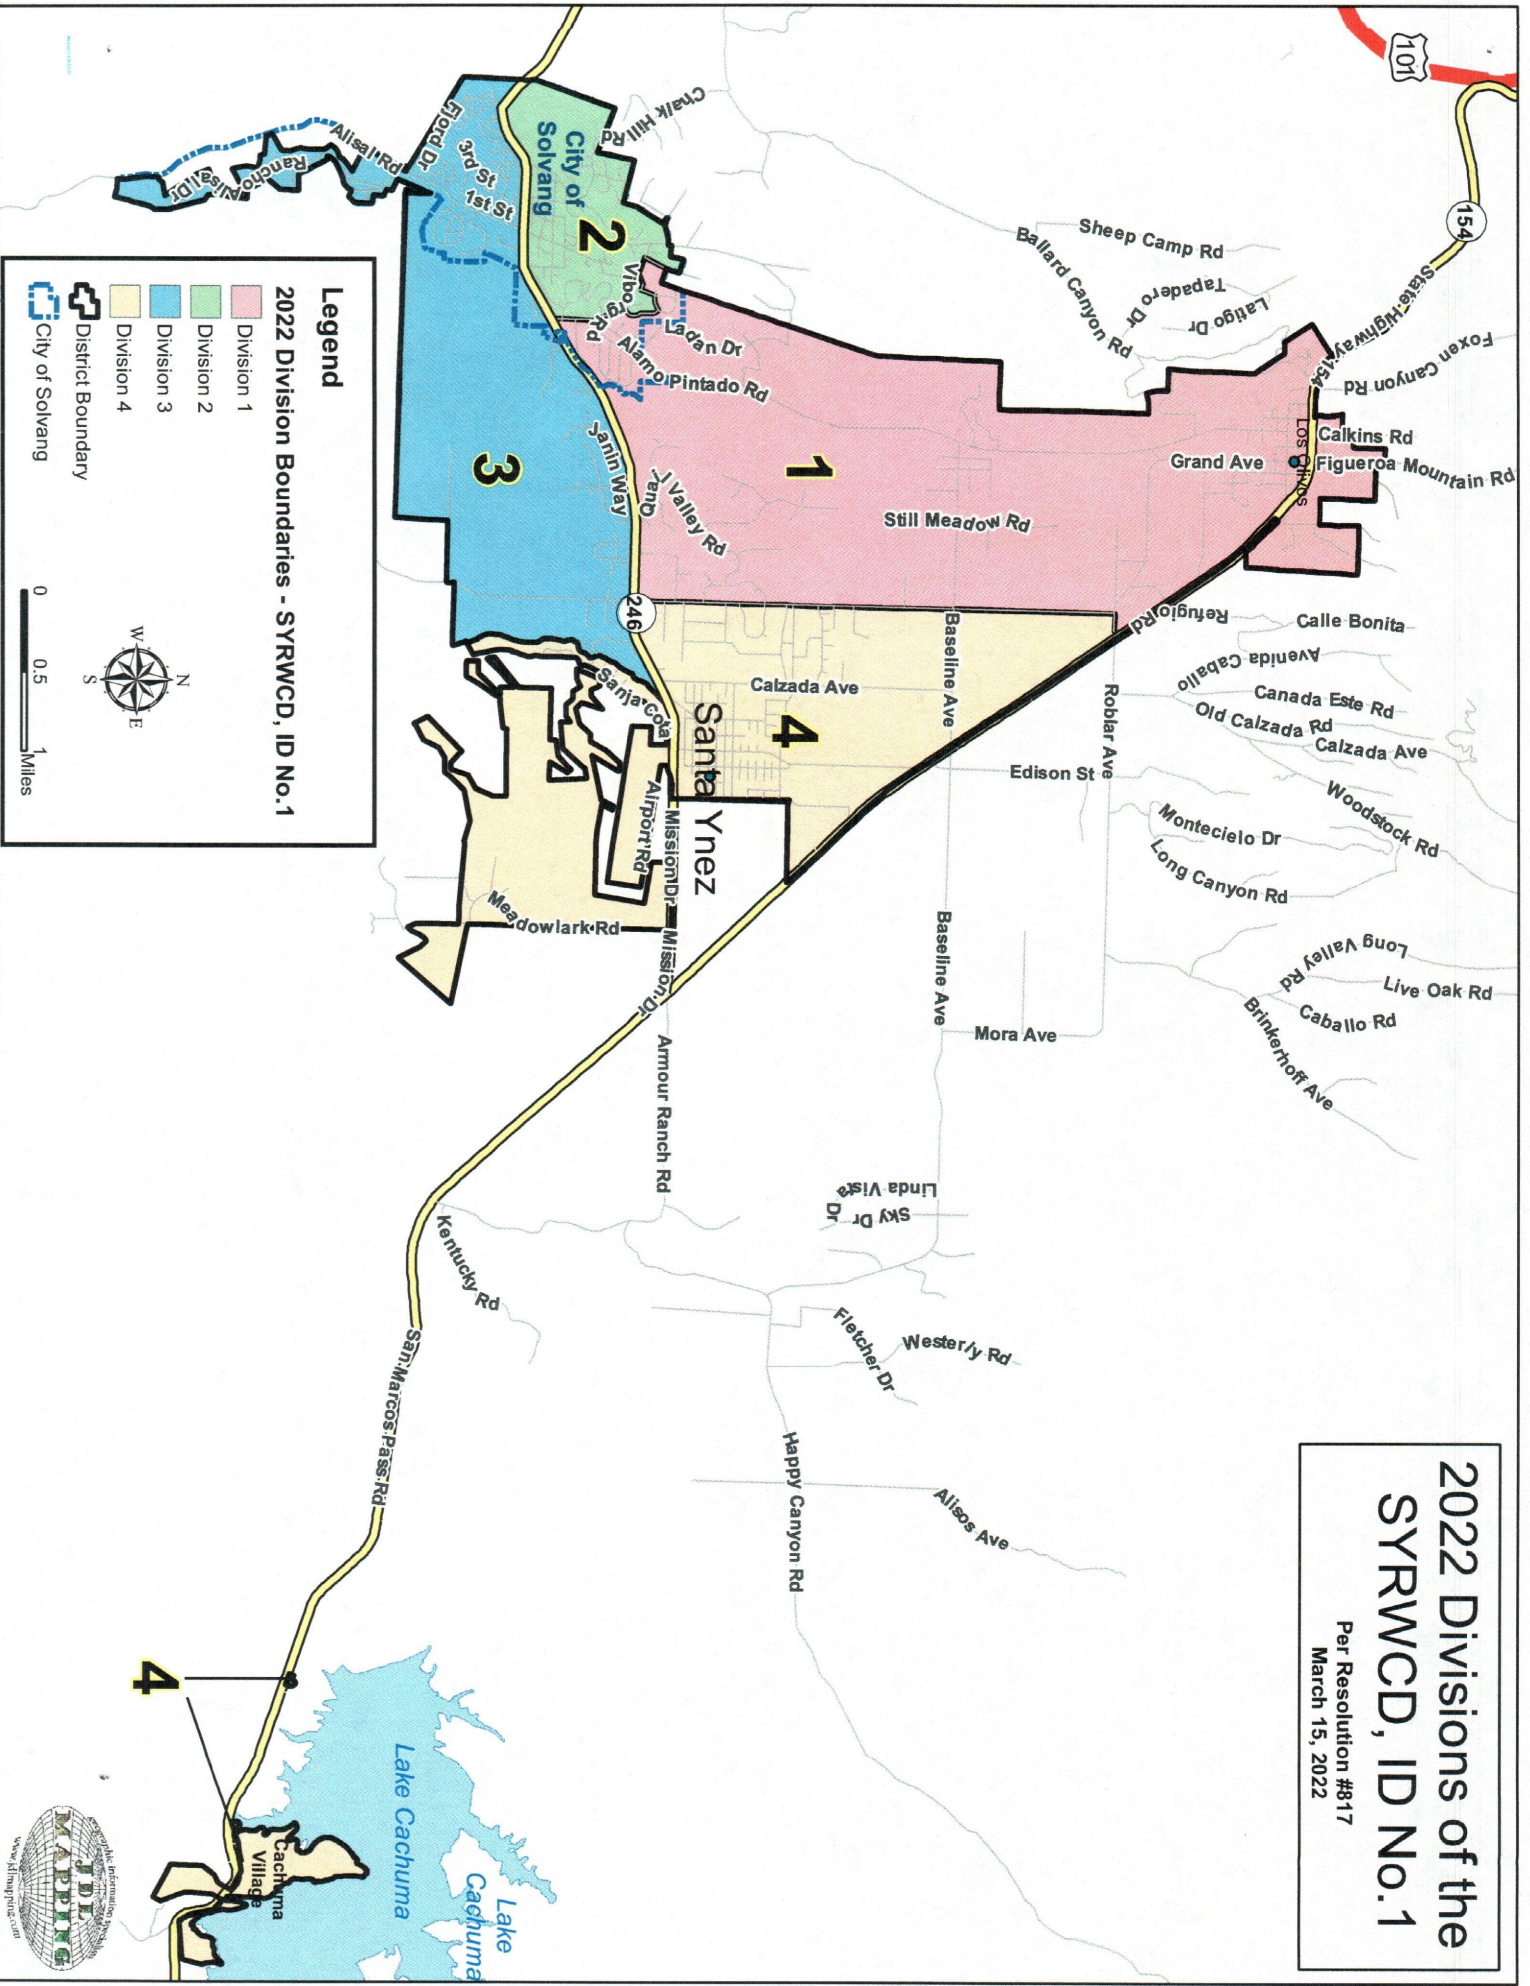 2022 Divisions of the
SYRWCD, ID No.1
Per Resolution #817
March 15, 2022
101
154
State Highway 154
Foxen Canyon Rd
Calkins Rd
Figueroa Mountain Rd
Los Olivos
Grand Ave
Sheep Camp Rd
Ballard Canyon Rd
Tapadero Dr
Latigo Dr
Chalk Hill Rd
Still Meadow Rd
1
Refugio Rd
Calle Bonita
Avenida Caballo
Canada Este Rd
Old Calzada Rd
Calzada Ave
Woodstock Rd
Roblar Ave
Edison St
Montecielo Dr
Long Canyon Rd
Long Valley Rd
Live Oak Rd
Caballo Rd
Brinkerhoff Ave
Baseline Ave
Baseline Ave
Mora Ave
Calzada Ave
4
Santa Ynez
City of
Solvang
2
Viborg Rd
Ladan Dr
Alamo Pintado Rd
Janin Way
Quail Valley Rd
246
3
Fjord Dr
3rd St
1st St
Alisal Rd
Rancho Alisal Dr
Sanja Cota
Airport Rd
Mission Dr
Mission Dr
Meadowlark Rd
Armour Ranch Rd
Linda Vista Dr
Sky Dr
Kentucky Rd
Fletcher Dr
Westerly Rd
Happy Canyon Rd
Alisos Ave
San Marcos Pass Rd
4
Lake Cachuma
Lake
Cachuma
Cachuma
Village
Legend
2022 Division Boundaries - SYRWCD, ID No.1
Division 1
Division 2
Division 3
Division 4
District Boundary
City of Solvang
N
W
E
S
0 0.5 1
Miles
geographic information specialists
JDL
MAPPING
www.jdlmapping.com